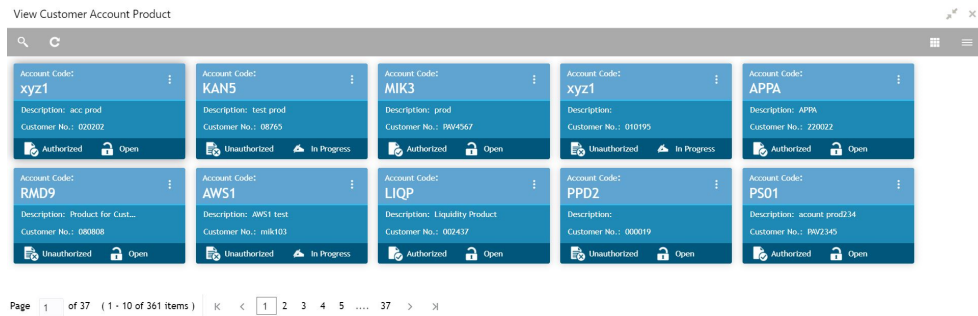 View Customer Account Product
Account Code:
xyz1
Description: acc prod
Customer No.: 020202
Authorized Open
Account Code:
KAN5
Description: test prod
Customer No.: 08765
Unauthorized In Progress
Account Code:
MIK3
Description: prod
Customer No.: PAV4567
Authorized Open
Account Code:
xyz1
Description:
Customer No.: 010195
Unauthorized In Progress
Account Code:
APPA
Description: APPA
Customer No.: 220022
Authorized Open
Account Code:
RMD9
Description: Product for Cust...
Customer No.: 080808
Unauthorized Open
Account Code:
AWS1
Description: AWS1 test
Customer No.: mik103
Unauthorized In Progress
Account Code:
LIQP
Description: Liquidity Product
Customer No.: 002437
Authorized Open
Account Code:
PPD2
Description:
Customer No.: 000019
Unauthorized Open
Account Code:
PS01
Description: acount prod234
Customer No.: PAV2345
Authorized Open
Page 1 of 37 (1 - 10 of 361 items) 1 2 3 4 5 .... 37